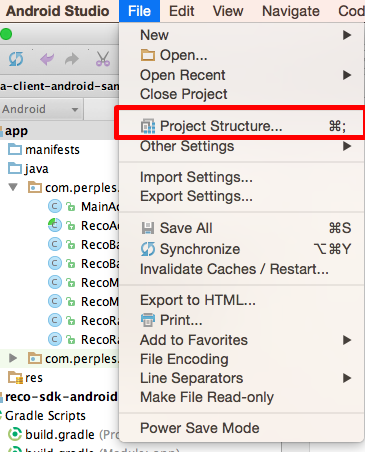 Android Studio File Edit View Navigate Cod
New
Open...
a-client-android-san
Open Recent
Close Project
Android
Project Structure... ⌘;
app
Other Settings
manifests
java
Import Settings...
com.perples.
Export Settings...
MainAc
RecoAc
Save All ⌘S
RecoBa
Synchronize ⌥⌘Y
RecoBa
Invalidate Caches / Restart...
RecoM
RecoM
Export to HTML...
RecoRa
Print...
RecoRa
Add to Favorites
com.perples.
File Encoding
res
Line Separators
reco-sdk-android
Make File Read-only
Gradle Scripts
build.gradle (Pro
Power Save Mode
build.gradle (Module: app)